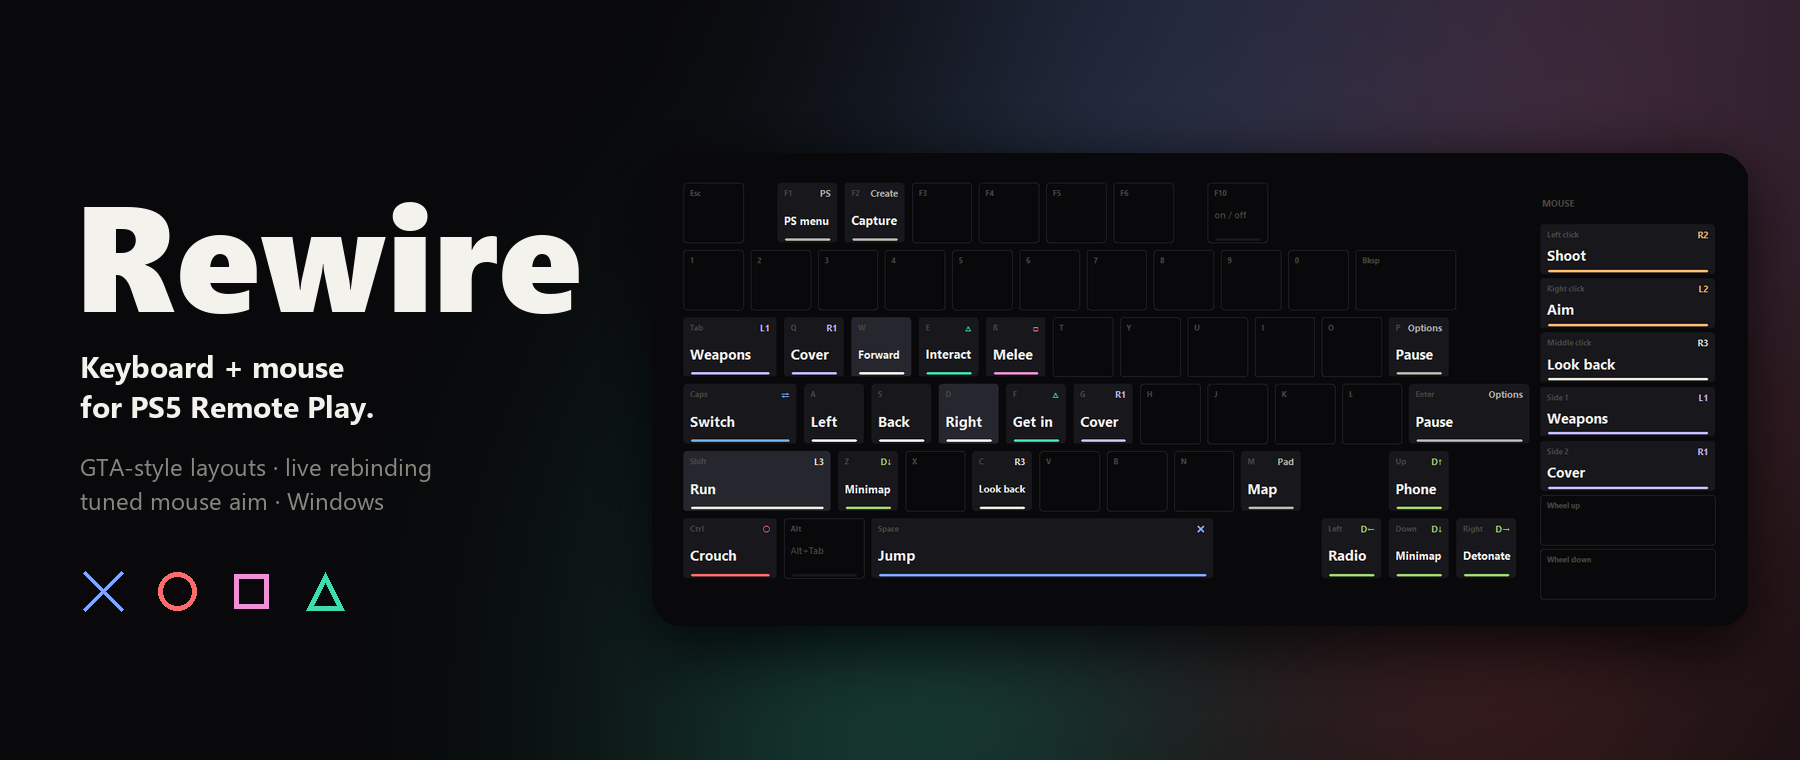 Rewire
Keyboard + mouse
for PS5 Remote Play.
GTA-style layouts · live rebinding
tuned mouse aim · Windows
Esc
F1 PS
PS menu
F2 Create
Capture
F3
F4
F5
F6
F10
on / off
1
2
3
4
5
6
7
8
9
0
Bksp
Tab L1
Weapons
Q R1
Cover
W
Forward
E △
Interact
R □
Melee
T
Y
U
I
O
P Options
Pause
Caps ⇄
Switch
A
Left
S
Back
D
Right
F △
Get in
G R1
Cover
H
J
K
L
Enter Options
Pause
Shift L3
Run
Z D↓
Minimap
X
C R3
Look back
V
B
N
M Pad
Map
Up D↑
Phone
Ctrl ○
Crouch
Alt
Alt+Tab
Space ✕
Jump
Left D←
Radio
Down D↓
Minimap
Right D→
Detonate
MOUSE
Left click R2
Shoot
Right click L2
Aim
Middle click R3
Look back
Side 1 L1
Weapons
Side 2 R1
Cover
Wheel up
Wheel down